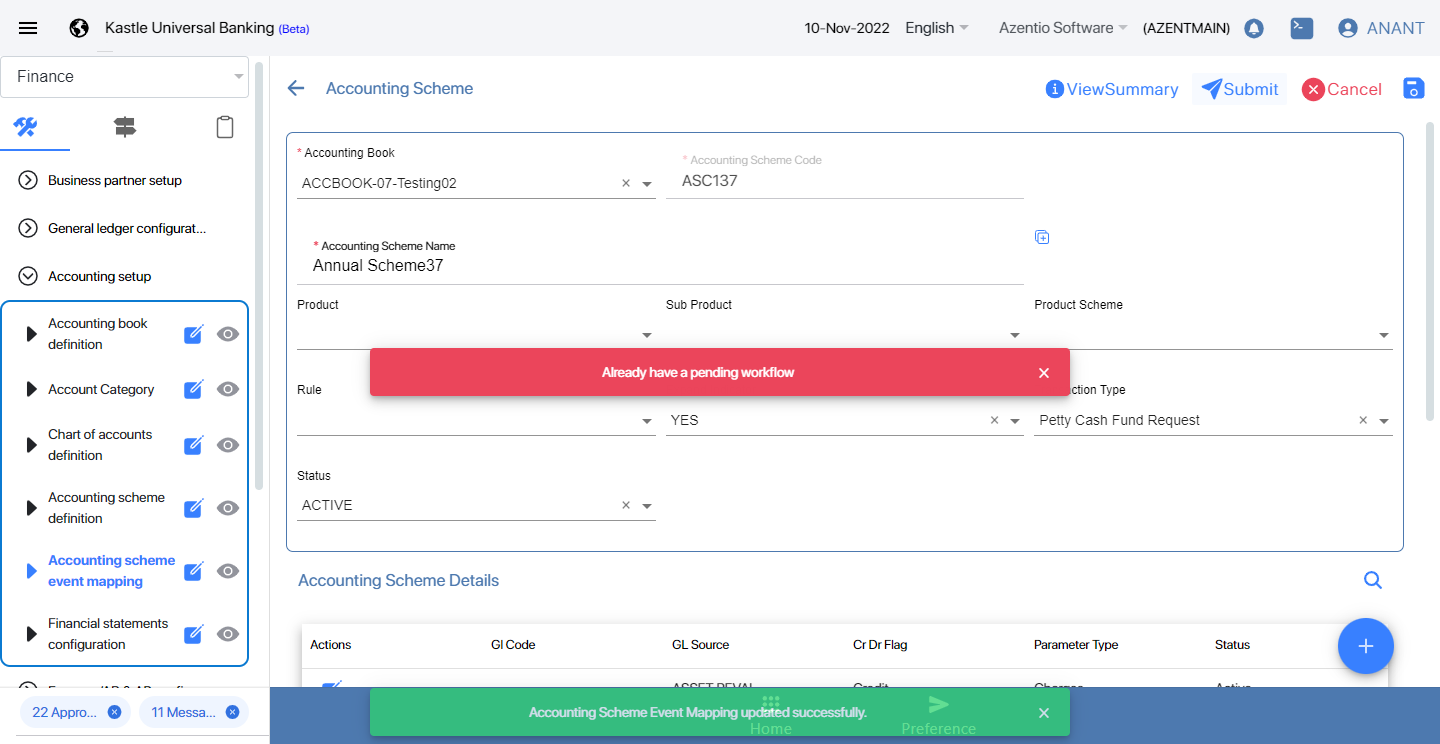 Kastle Universal Banking (Beta)
10-Nov-2022
English
Azentio Software
(AZENTMAIN)
ANANT
Finance
Business partner setup
General ledger configurat...
Accounting setup
Accounting book
definition
Account Category
Chart of accounts
definition
Accounting scheme
definition
Accounting scheme
event mapping
Financial statements
configuration
22 Appro...
11 Messa...
Accounting Scheme
ViewSummary
Submit
Cancel
* Accounting Book
ACCBOOK-07-Testing02
* Accounting Scheme Code
ASC137
* Accounting Scheme Name
Annual Scheme37
Product
Sub Product
Product Scheme
Already have a pending workflow
Rule
ction Type
YES
Petty Cash Fund Request
Status
ACTIVE
Accounting Scheme Details
Actions
Gl Code
GL Source
Cr Dr Flag
Parameter Type
Status
ASSET REVAL
Credit
Charges
Active
Accounting Scheme Event Mapping updated successfully.
Home
Preference